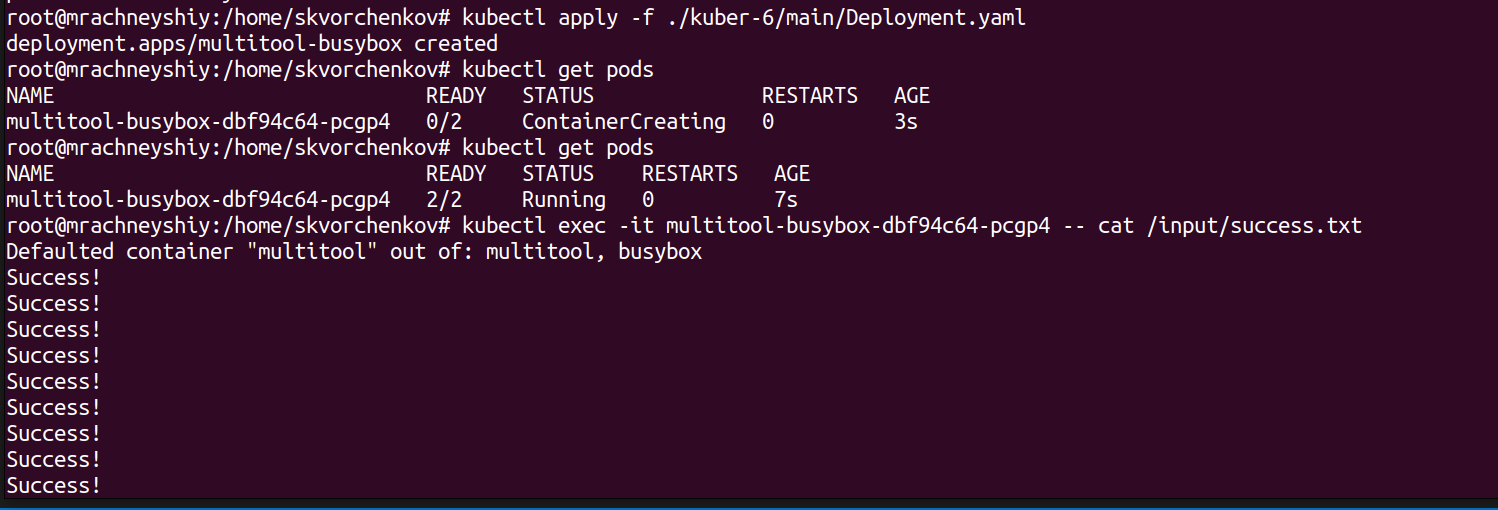 root@mrachneyshiy:/home/skvorchenkov# kubectl apply -f ./kuber-6/main/Deployment.yaml
deployment.apps/multitool-busybox created
root@mrachneyshiy:/home/skvorchenkov# kubectl get pods
NAME                                READY   STATUS              RESTARTS   AGE
multitool-busybox-dbf94c64-pcgp4   0/2     ContainerCreating   0          3s
root@mrachneyshiy:/home/skvorchenkov# kubectl get pods
NAME                                READY   STATUS    RESTARTS   AGE
multitool-busybox-dbf94c64-pcgp4   2/2     Running   0          7s
root@mrachneyshiy:/home/skvorchenkov# kubectl exec -it multitool-busybox-dbf94c64-pcgp4 -- cat /input/success.txt
Defaulted container "multitool" out of: multitool, busybox
Success!
Success!
Success!
Success!
Success!
Success!
Success!
Success!
Success!